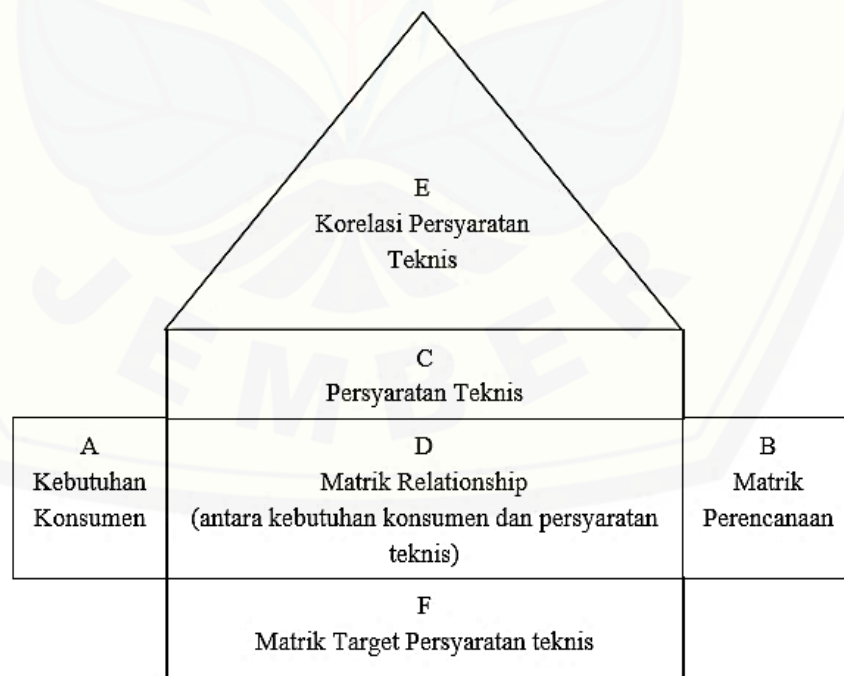 E
Korelasi Persyaratan
Teknis
C
Persyaratan Teknis
A
Kebutuhan
Konsumen
D
Matrik Relationship
(antara kebutuhan konsumen dan persyaratan
teknis)
B
Matrik
Perencanaan
F
Matrik Target Persyaratan teknis
JEMBER